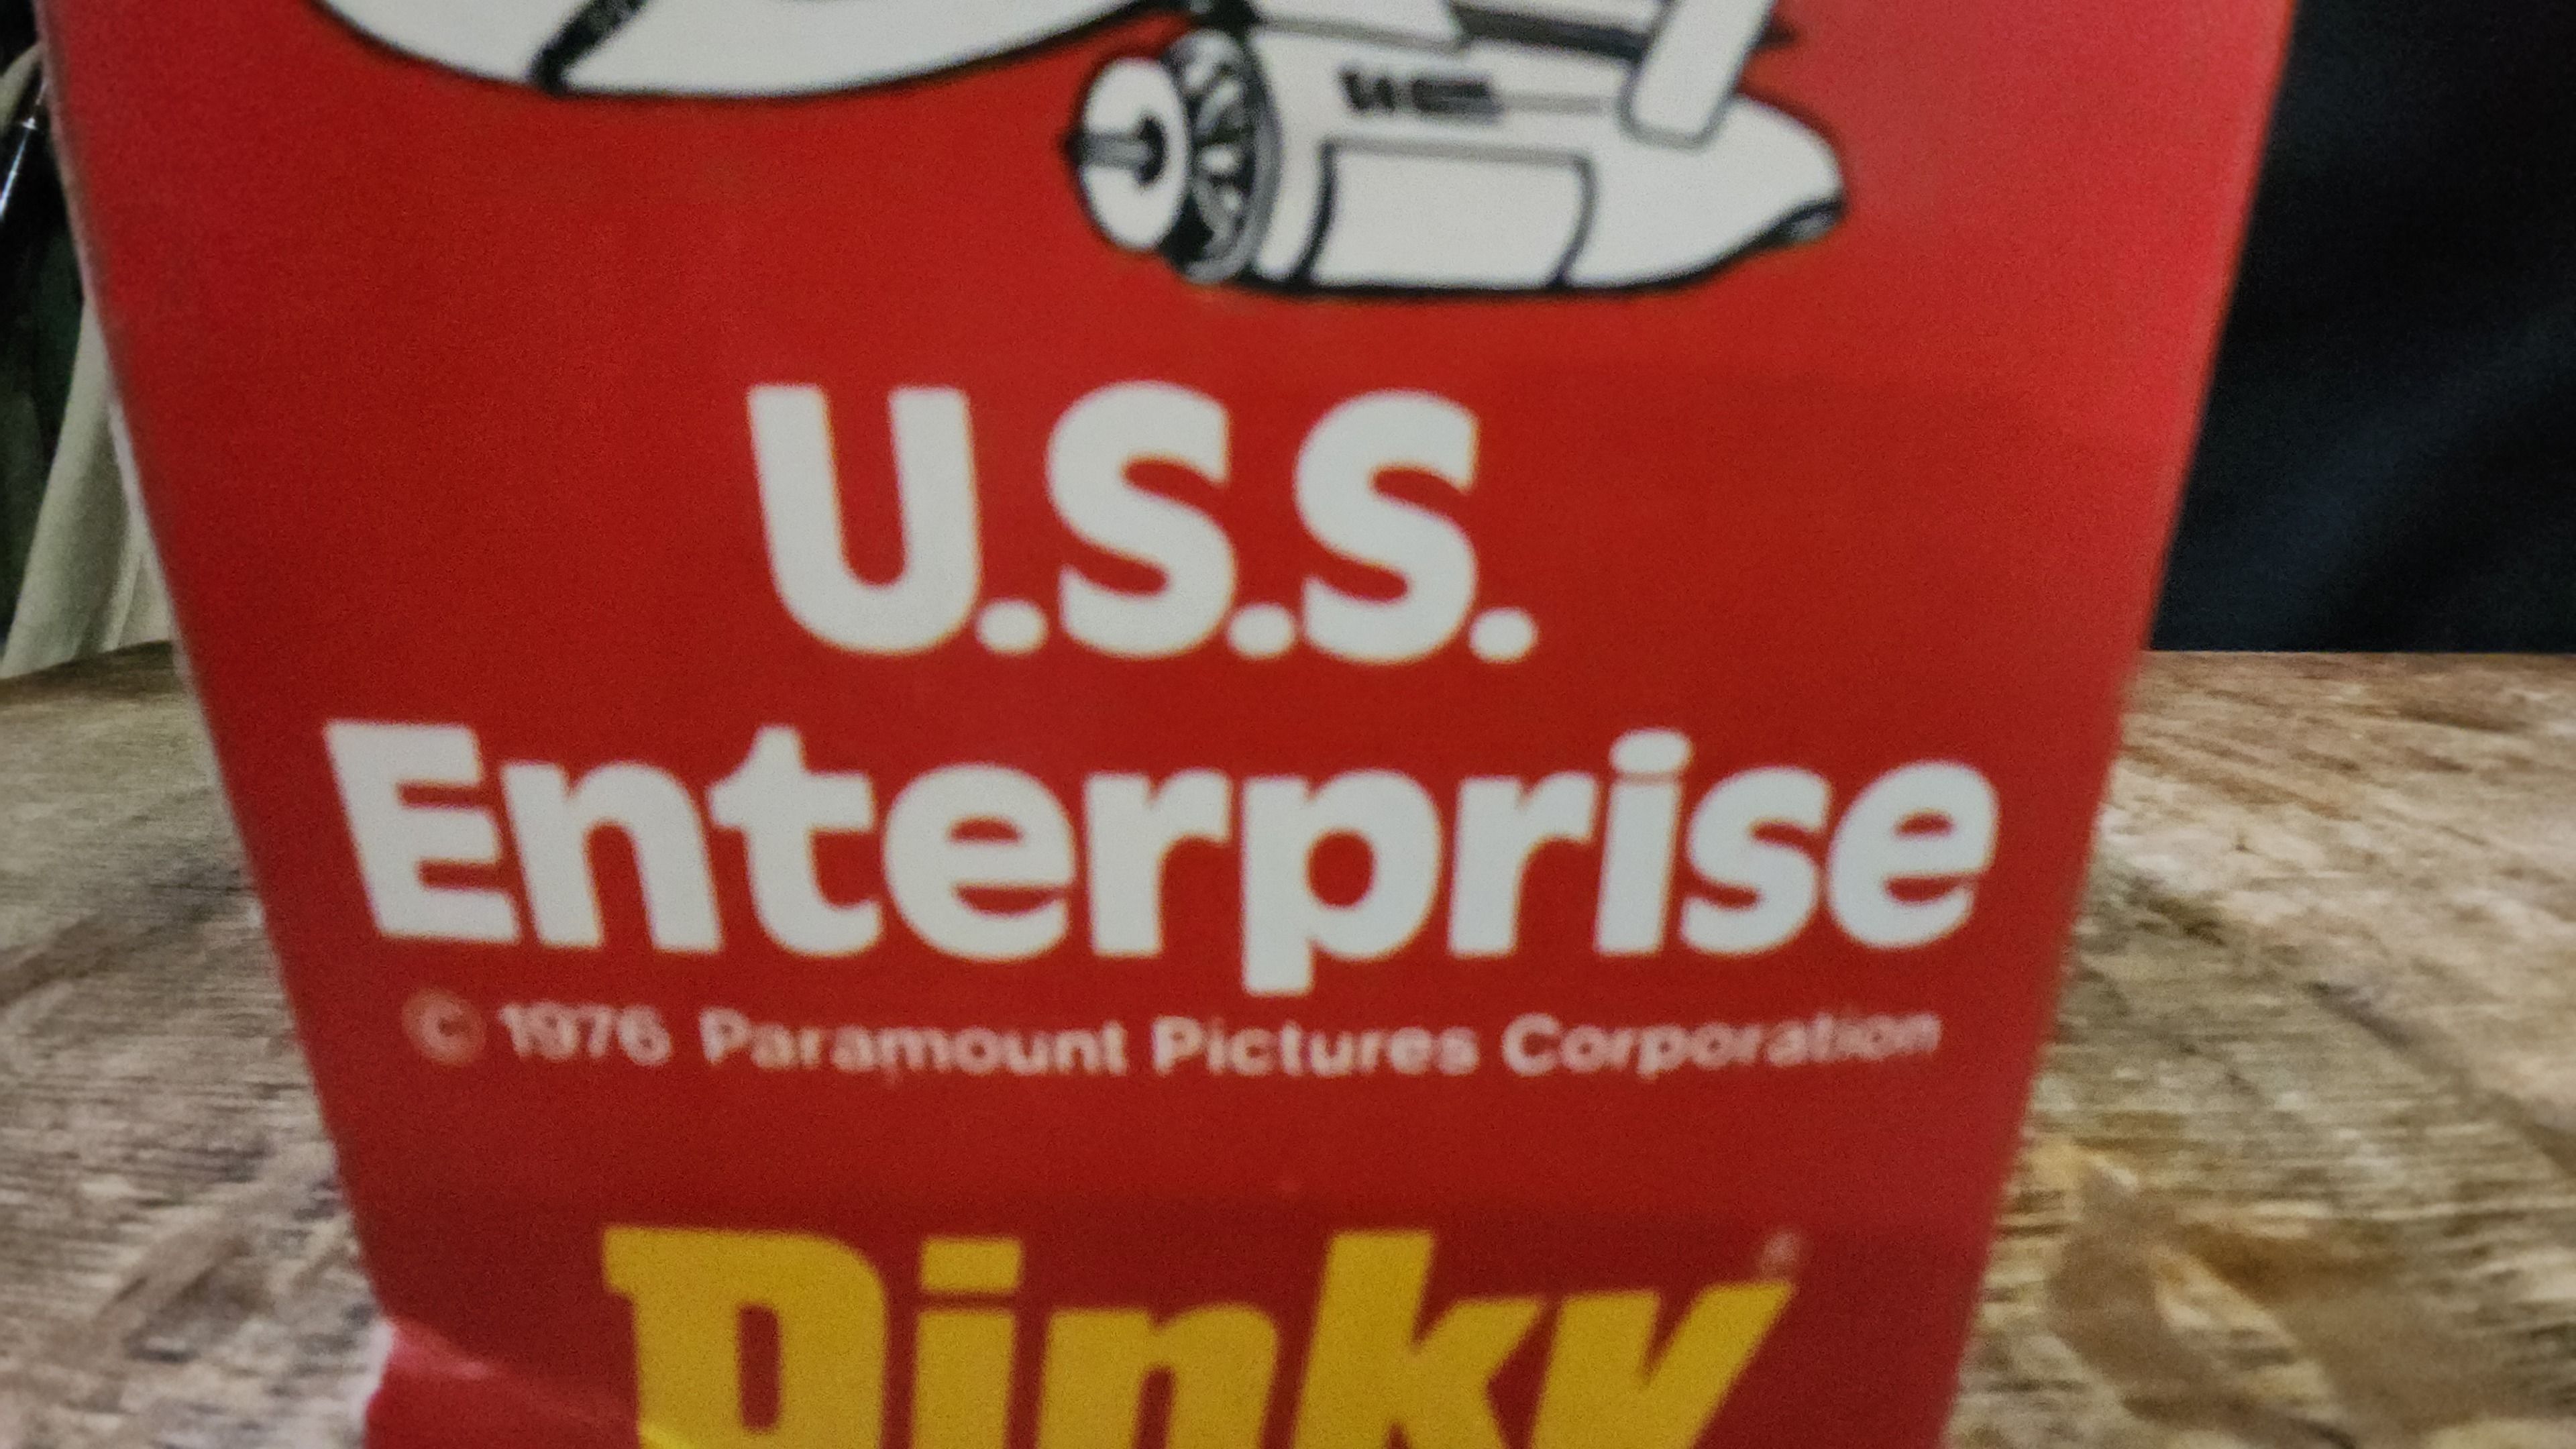 U.S.S.
Enterprise
© 1976 Paramount Pictures Corporation
Dinky